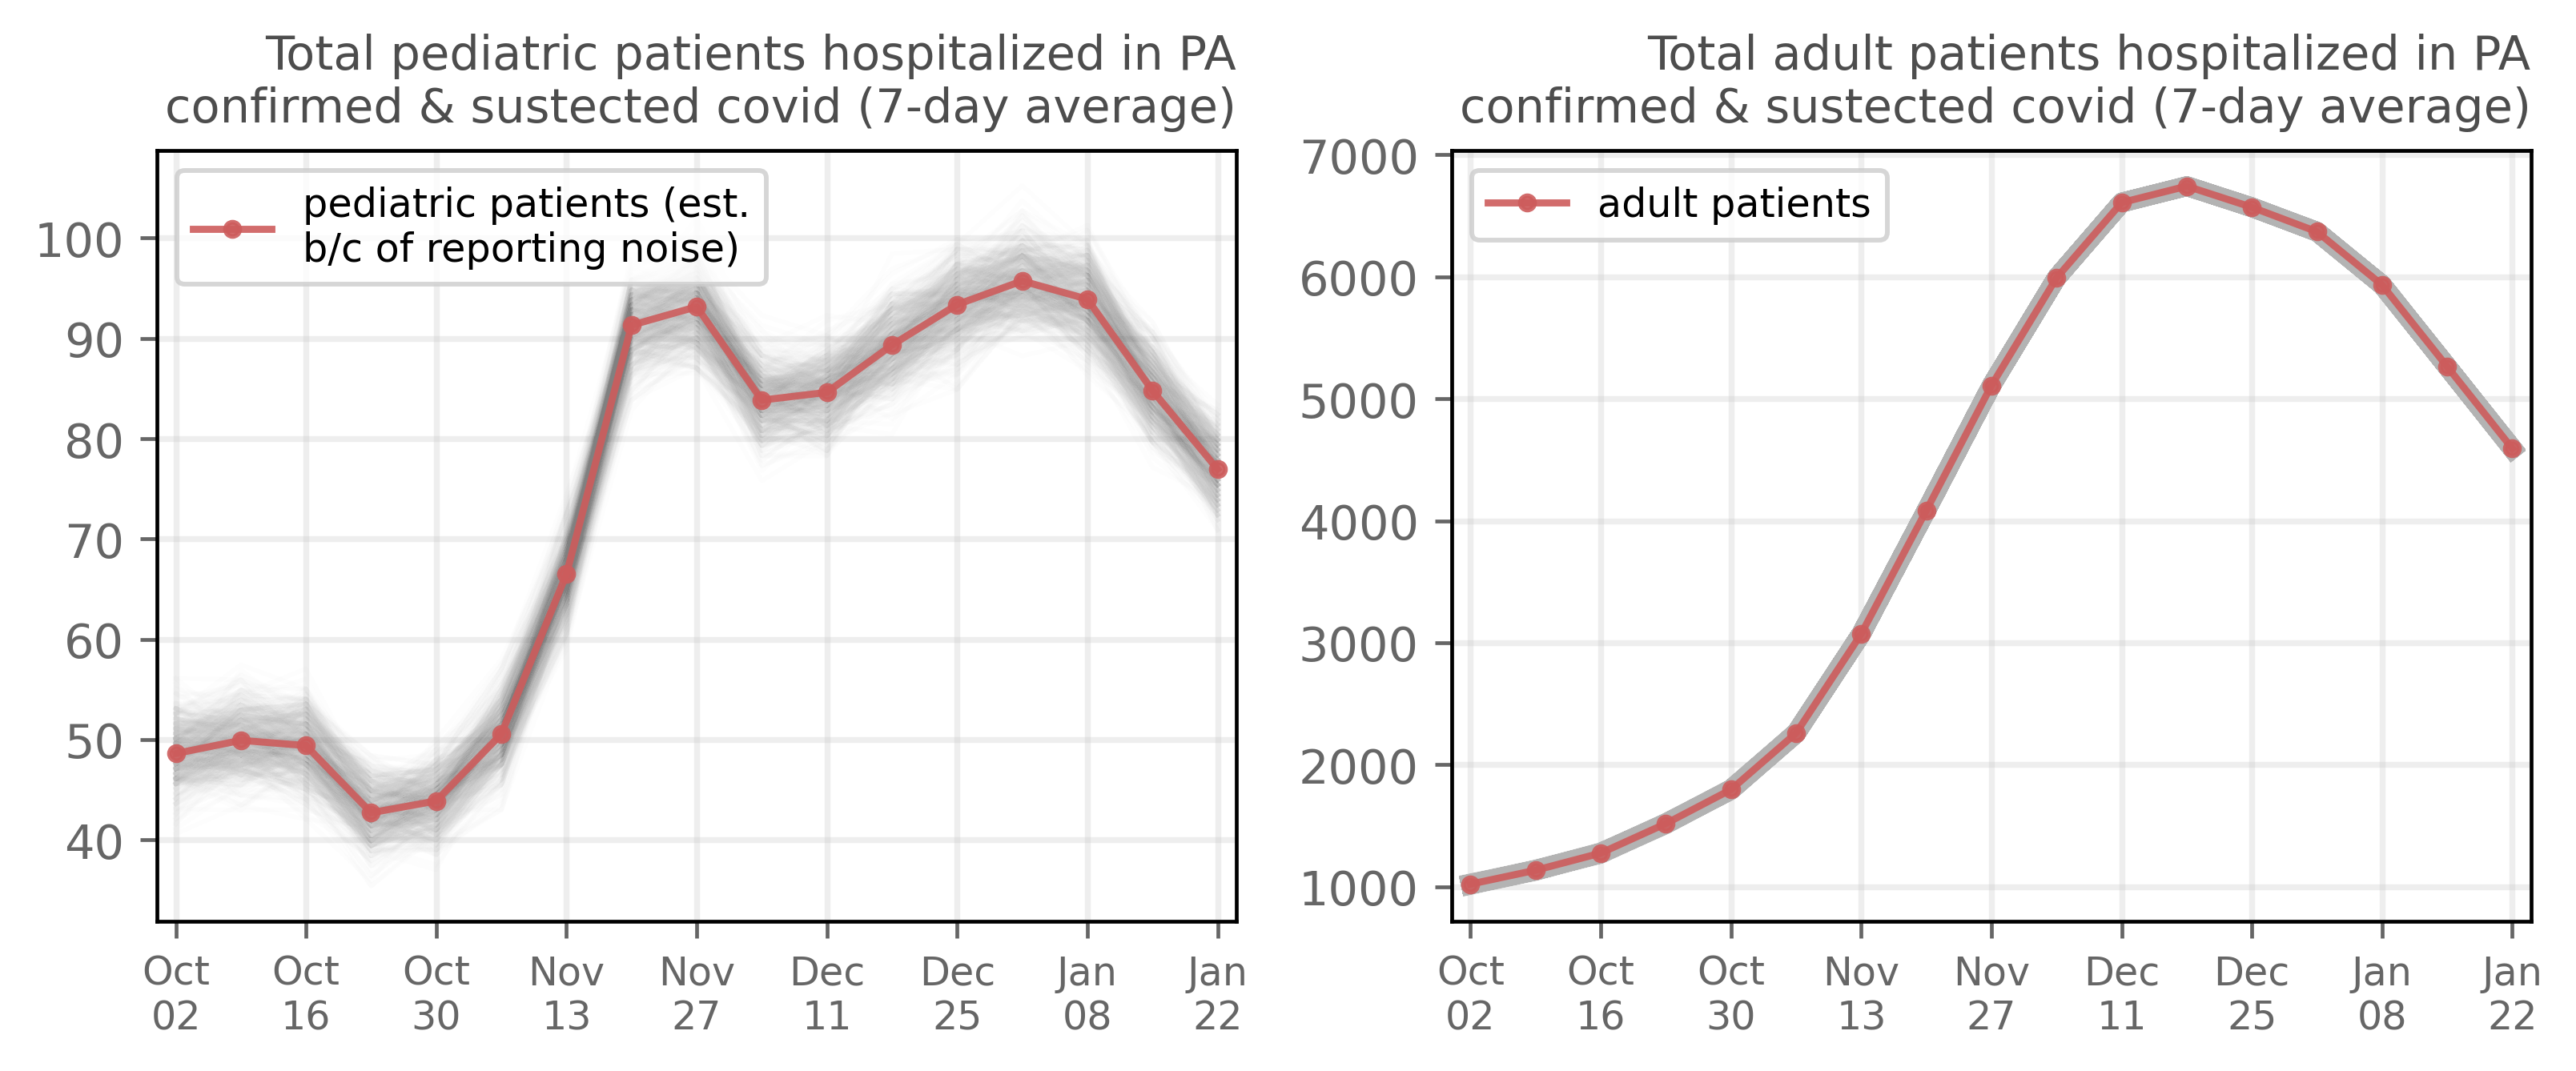 Total pediatric patients hospitalized in PA
confirmed & sustected covid (7-day average)
pediatric patients (est.
b/c of reporting noise)
100
90
80
70
60
50
40
Oct Oct Oct Nov Nov Dec Dec Jan Jan
02 16 30 13 27 11 25 08 22
Total adult patients hospitalized in PA
confirmed & sustected covid (7-day average)
adult patients
7000
6000
5000
4000
3000
2000
1000
Oct Oct Oct Nov Nov Dec Dec Jan Jan
02 16 30 13 27 11 25 08 22